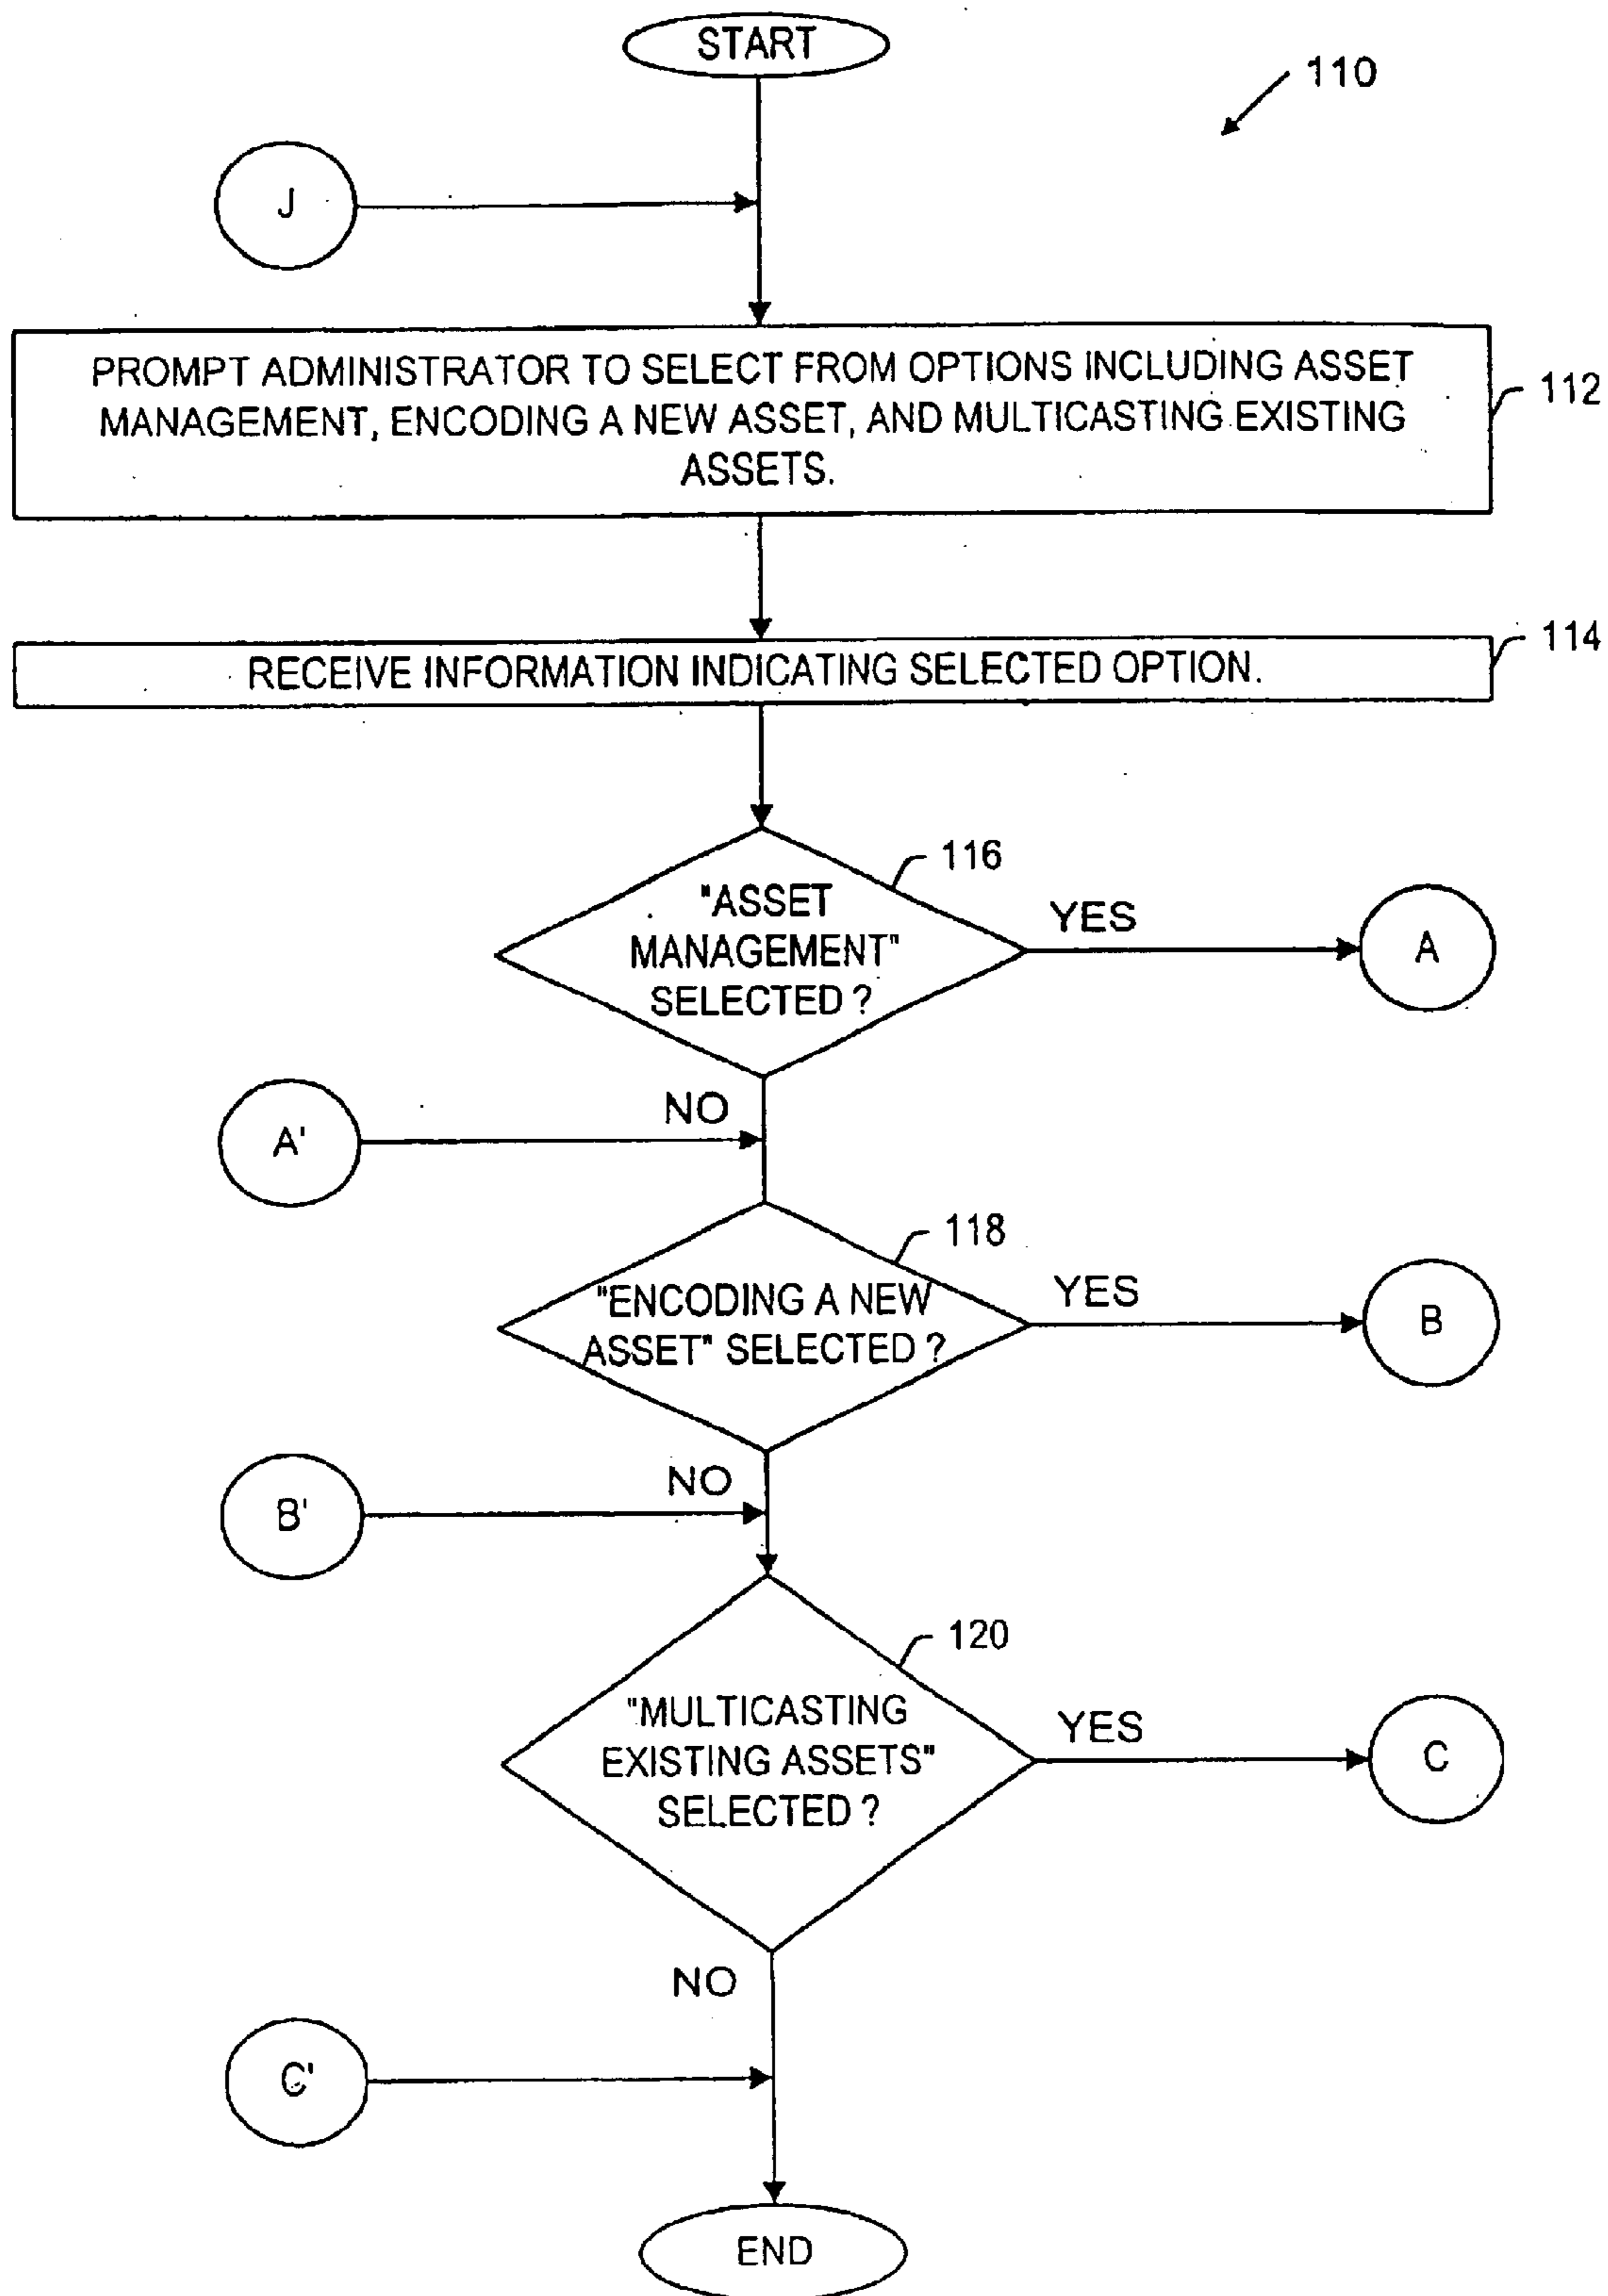 START
110
J
PROMPT ADMINISTRATOR TO SELECT FROM OPTIONS INCLUDING ASSET
MANAGEMENT, ENCODING A NEW ASSET, AND MULTICASTING EXISTING
ASSETS.
112
RECEIVE INFORMATION INDICATING SELECTED OPTION.
114
116
"ASSET
MANAGEMENT"
SELECTED ?
YES
A
NO
A'
118
"ENCODING A NEW
ASSET" SELECTED ?
YES
B
NO
B'
120
"MULTICASTING
EXISTING ASSETS"
SELECTED ?
YES
C
NO
C'
END